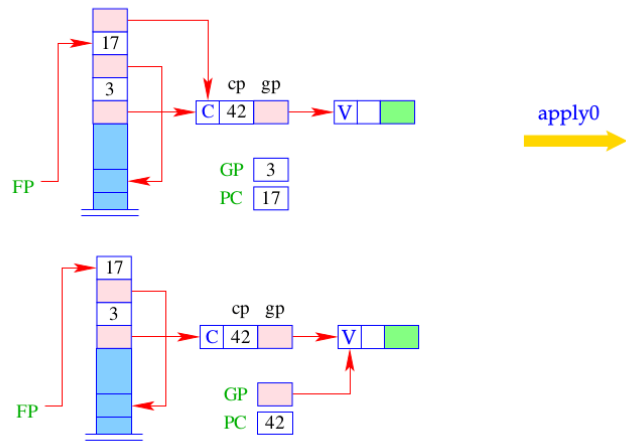 17
cp gp
3
C 42 V
apply0
GP 3
FP
PC 17
17
cp gp
3
C 42 V
GP
FP
PC 42